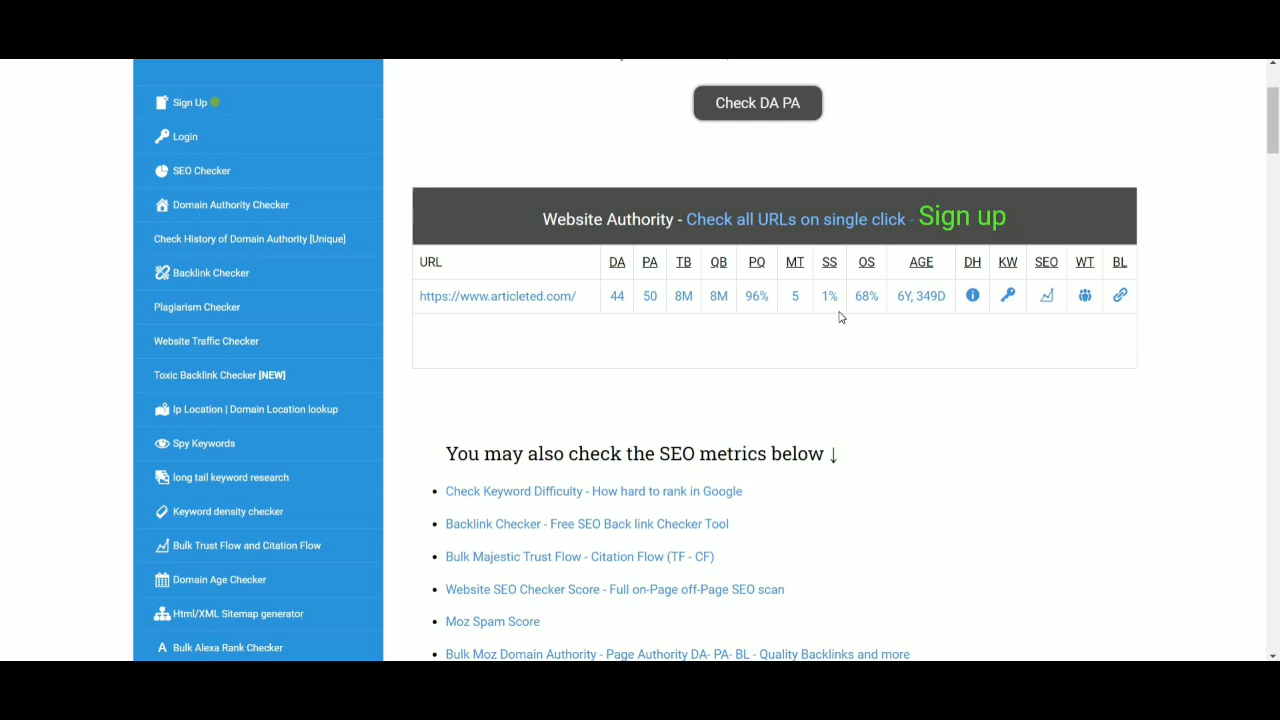 Sign Up
Login
SEO Checker
Domain Authority Checker
Check History of Domain Authority [Unique]
Backlink Checker
Plagiarism Checker
Website Traffic Checker
Toxic Backlink Checker [NEW]
Ip Location | Domain Location lookup
Spy Keywords
long tail keyword research
Keyword density checker
Bulk Trust Flow and Citation Flow
Domain Age Checker
Html/XML Sitemap generator
A Bulk Alexa Rank Checker
Check DA PA
Website Authority - Check all URLs on single click - Sign up
URL DA PA TB QB PQ MT SS OS AGE DH KW SEO WT BL
https://www.articleted.com/ 44 50 8M 8M 96% 5 1% 68% 6Y, 349D
You may also check the SEO metrics below ↓
• Check Keyword Difficulty - How hard to rank in Google
• Backlink Checker - Free SEO Back link Checker Tool
• Bulk Majestic Trust Flow - Citation Flow (TF - CF)
• Website SEO Checker Score - Full on-Page off-Page SEO scan
• Moz Spam Score
• Bulk Moz Domain Authority - Page Authority DA- PA- BL - Quality Backlinks and more